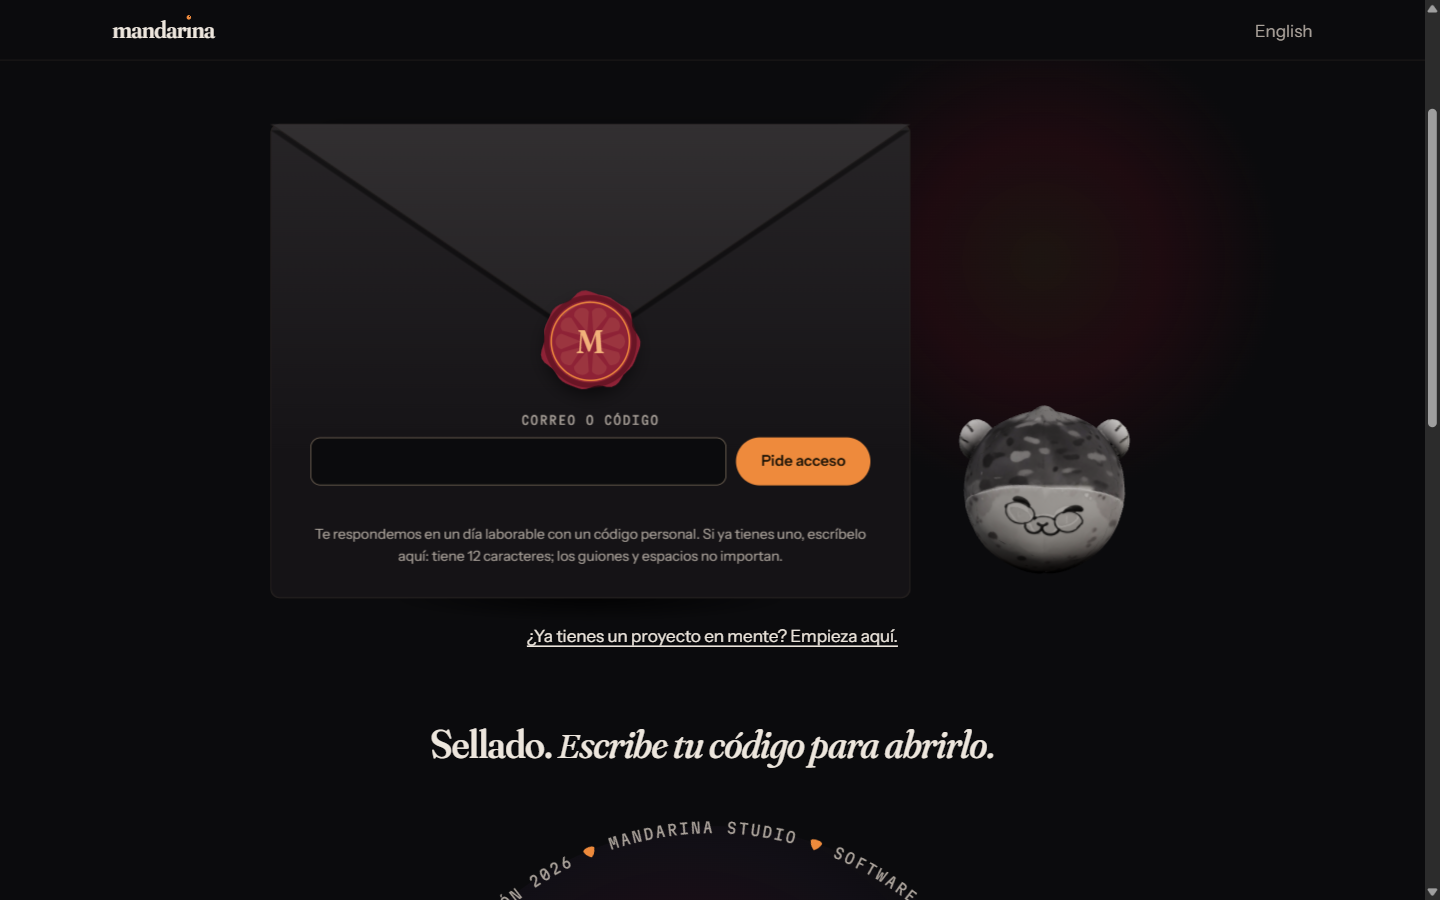 mandarina
English
M
CORREO O CÓDIGO
Pide acceso
Te respondemos en un día laborable con un código personal. Si ya tienes uno, escríbelo
aquí: tiene 12 caracteres; los guiones y espacios no importan.
¿Ya tienes un proyecto en mente? Empieza aquí.
Sellado. Escribe tu código para abrirlo.
2026 MANDARINA STUDIO SOFTWARE